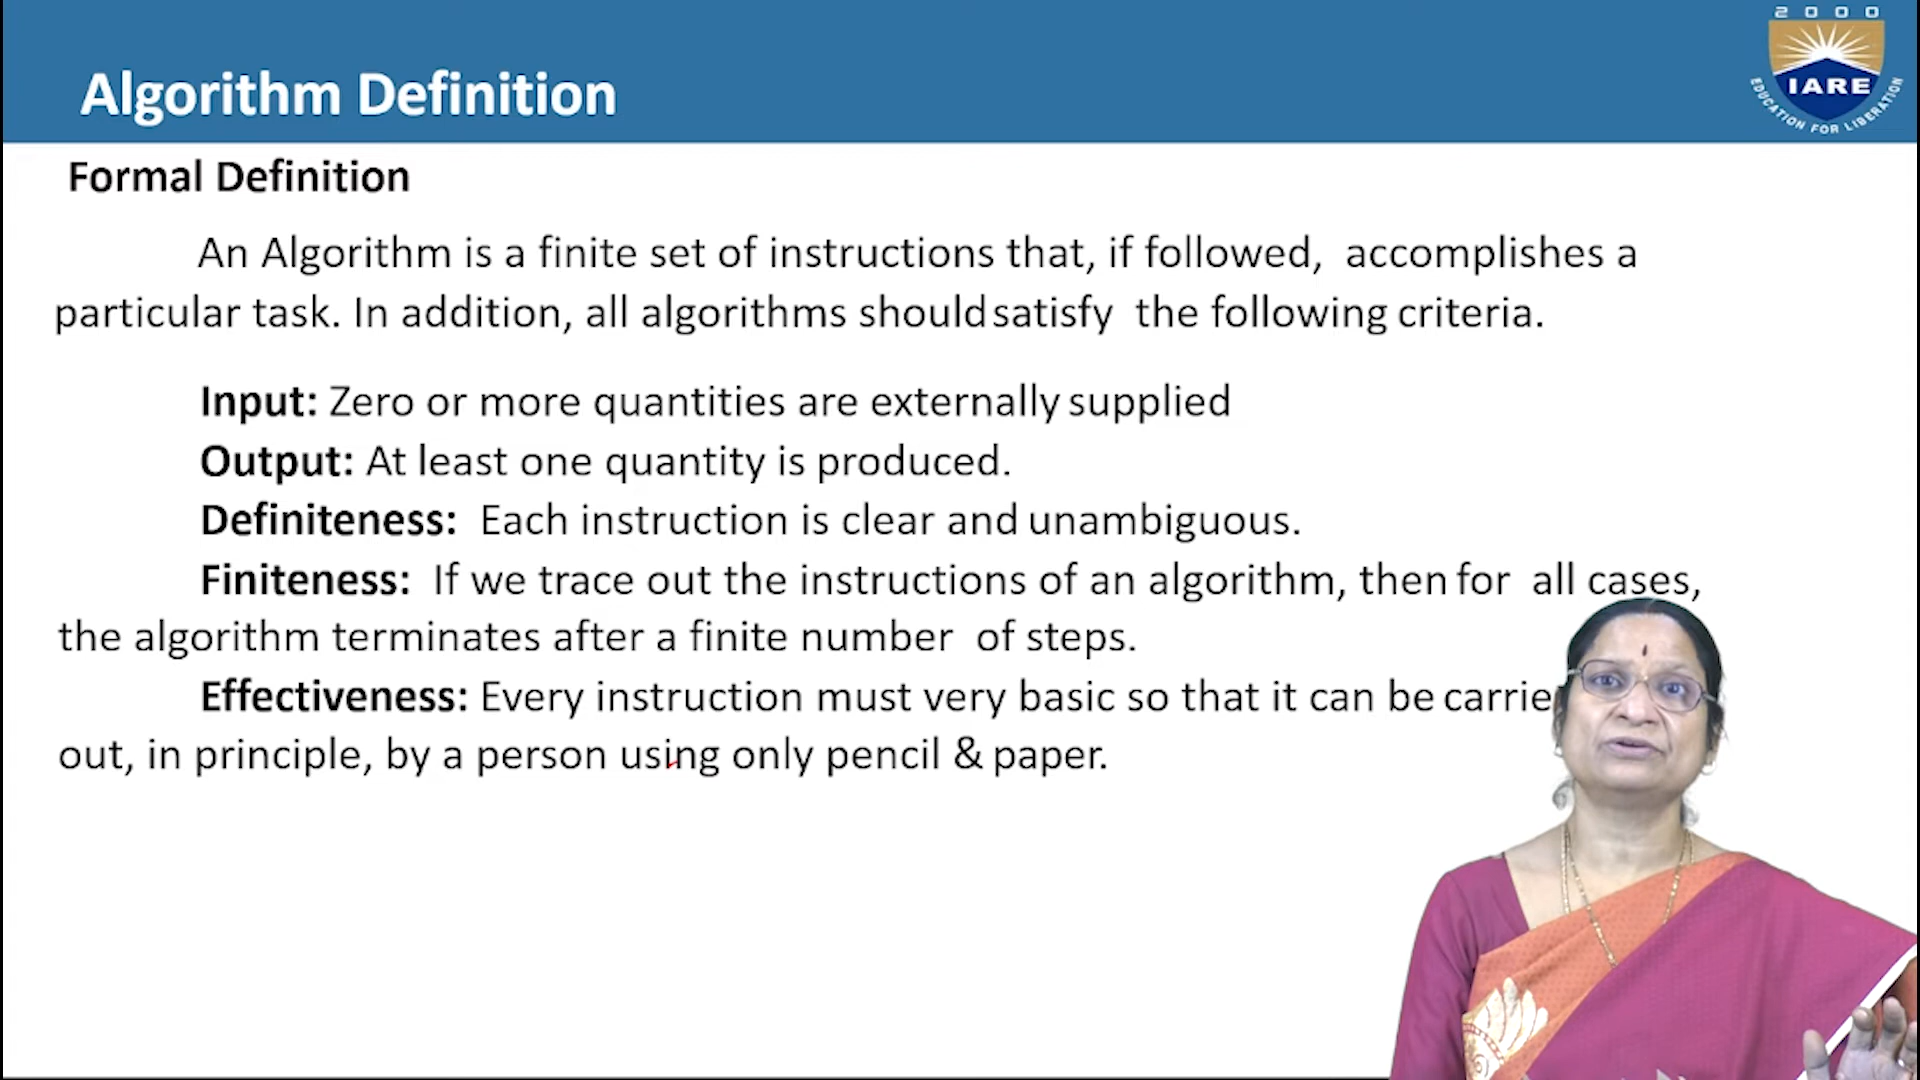 2000
IARE
EDUCATION FOR LIBERATION
Algorithm Definition
Formal Definition
An Algorithm is a finite set of instructions that, if followed, accomplishes a
particular task. In addition, all algorithms should satisfy the following criteria.
Input: Zero or more quantities are externally supplied
Output: At least one quantity is produced.
Definiteness: Each instruction is clear and unambiguous.
Finiteness: If we trace out the instructions of an algorithm, then for all cases,
the algorithm terminates after a finite number of steps.
Effectiveness: Every instruction must very basic so that it can be carrie
out, in principle, by a person using only pencil & paper.